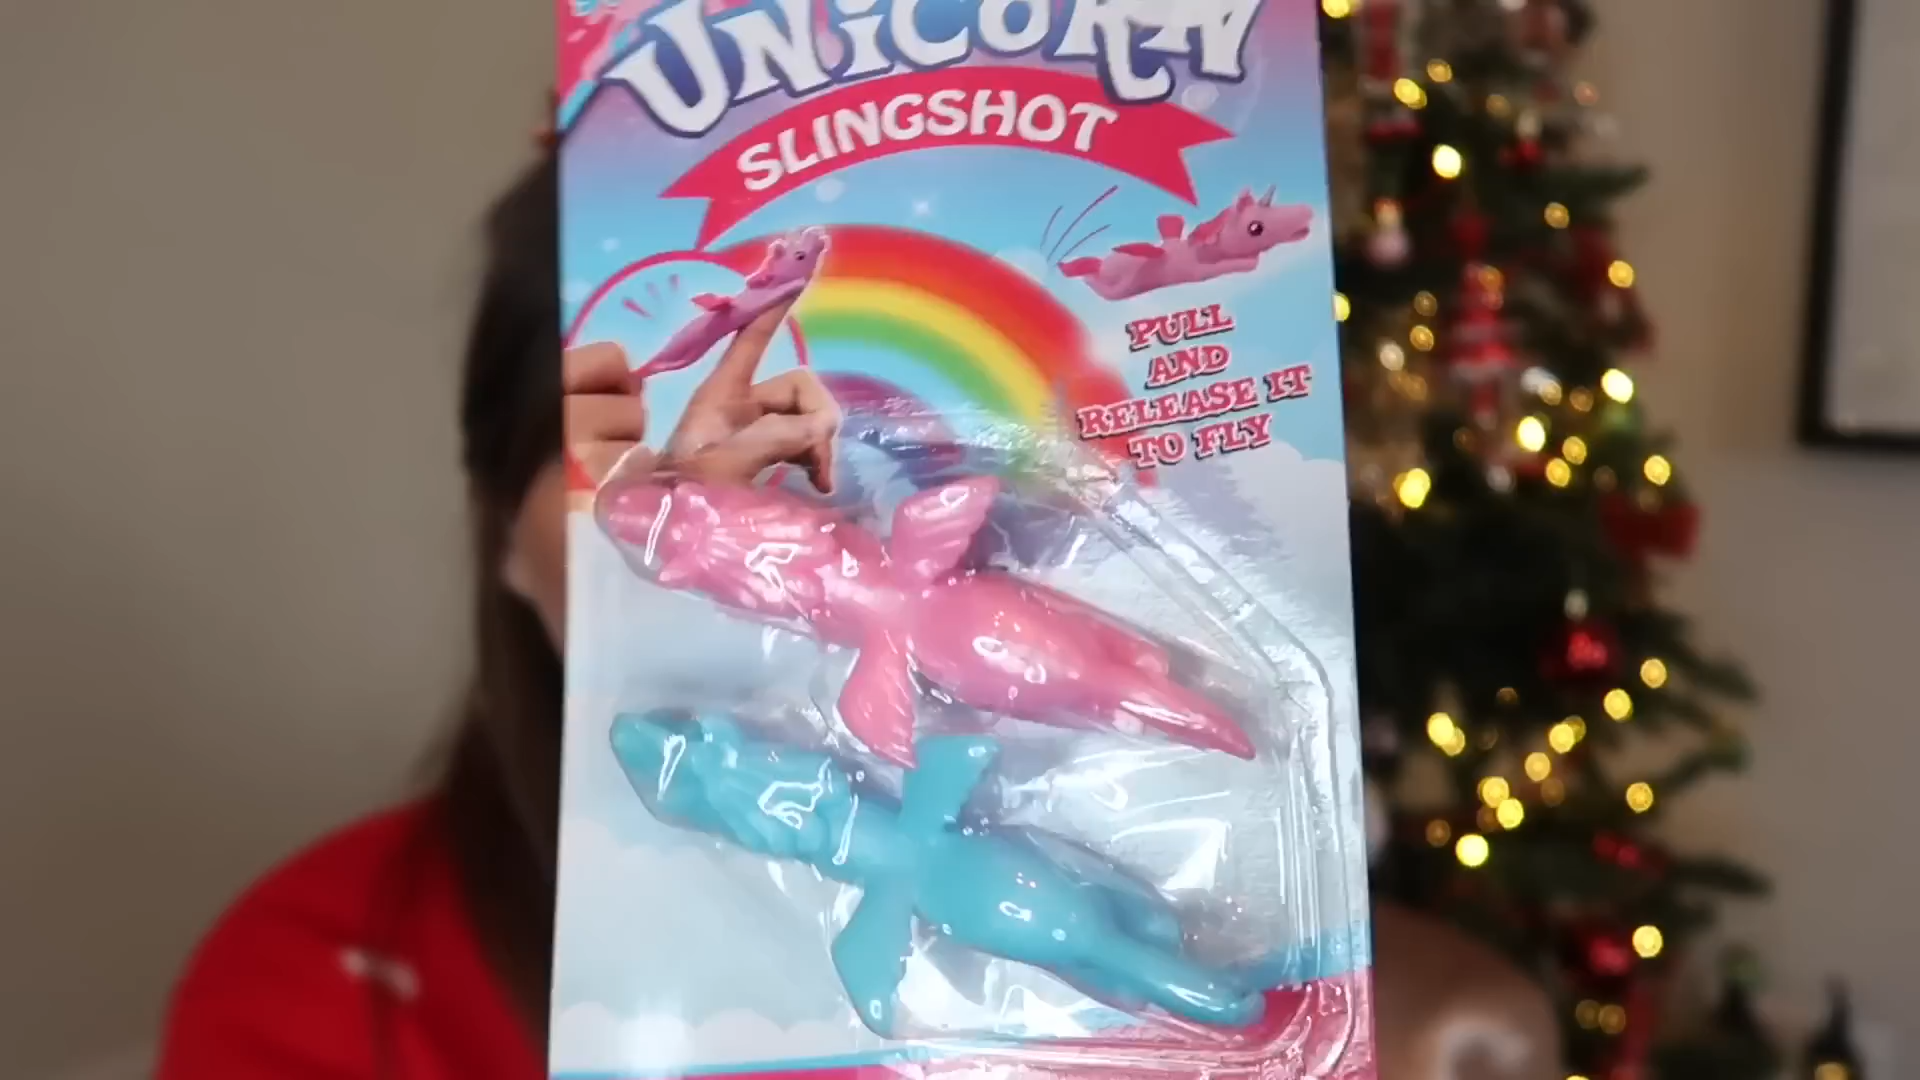 UNICORN
SLINGSHOT
PULL
AND
RELEASE IT
TO FLY